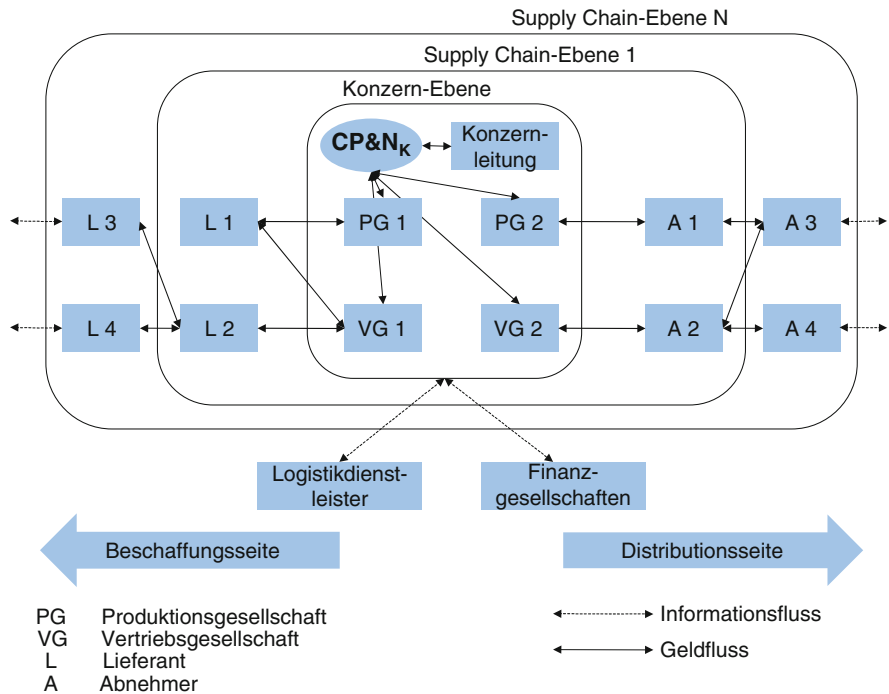 Supply Chain-Ebene N
Supply Chain-Ebene 1
Konzern-Ebene
CP&N_K
Konzern-
leitung
L 3
L 1
PG 1
PG 2
A 1
A 3
L 4
L 2
VG 1
VG 2
A 2
A 4
Logistikdienst-
leister
Finanz-
gesellschaften
Beschaffungsseite
Distributionsseite
PG Produktionsgesellschaft
VG Vertriebsgesellschaft
L Lieferant
A Abnehmer
Informationsfluss
Geldfluss